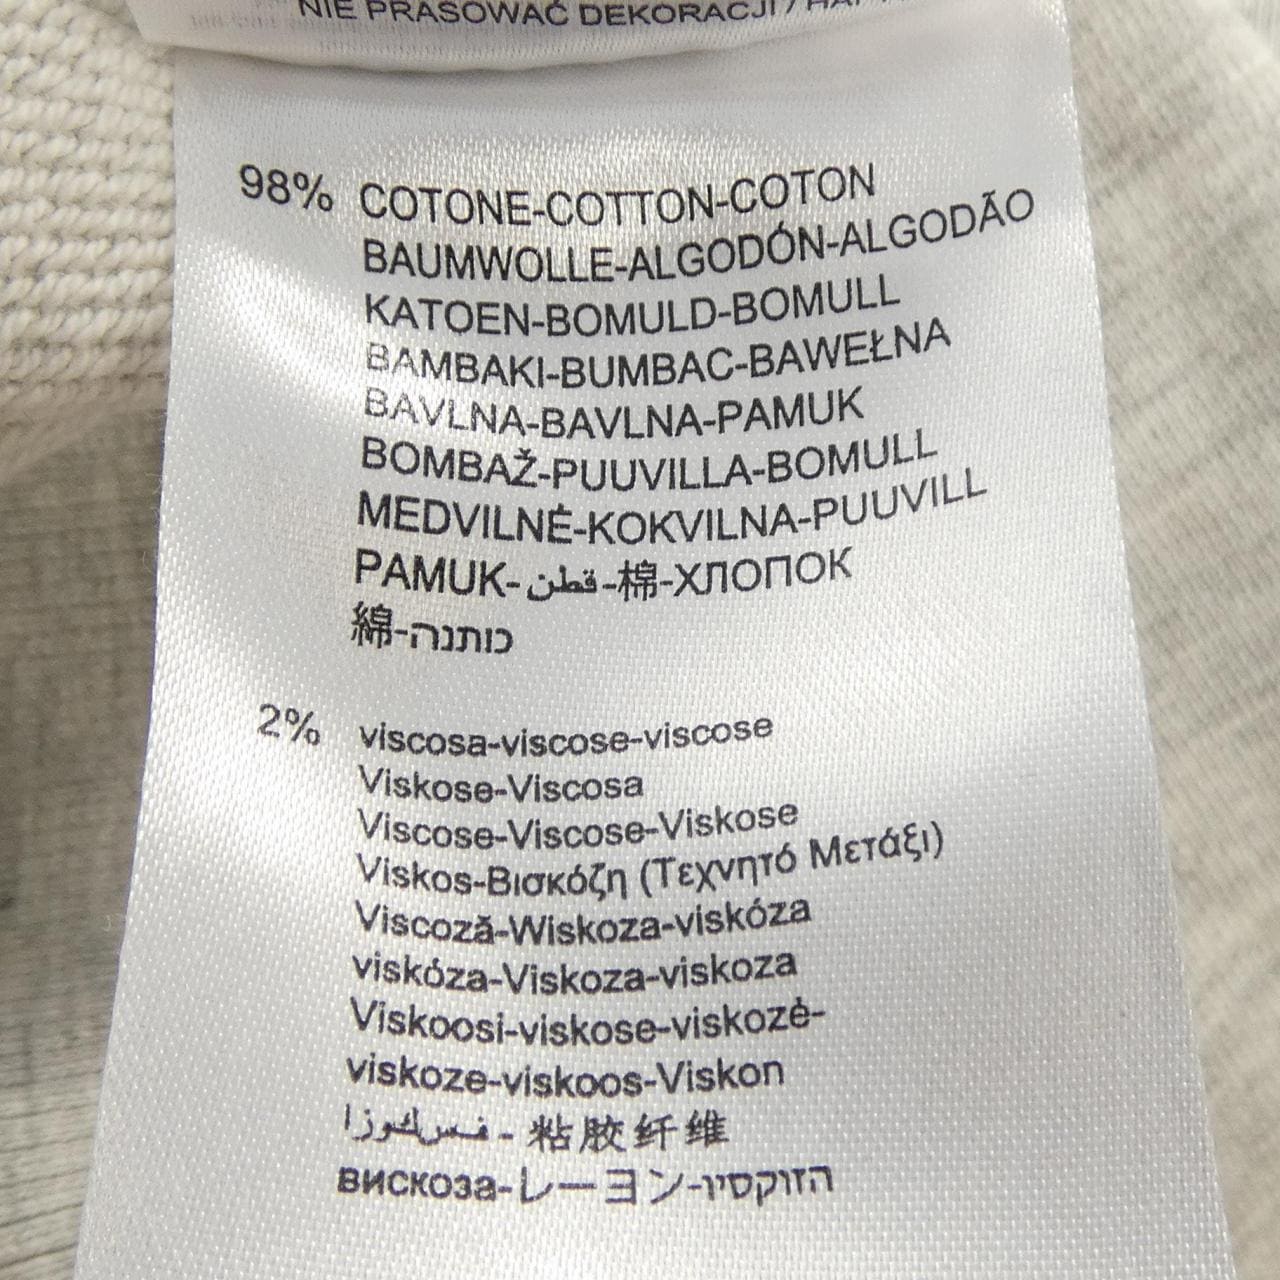 NIE PRASOWAĆ DEKORACJI /
98% COTONE-COTTON-COTON
BAUMWOLLE-ALGODÓN-ALGODÃO
KATOEN-BOMULD-BOMULL
BAMBAKI-BUMBAC-BAWEŁNA
BAVLNA-BAVLNA-PAMUK
BOMBAŽ-PUUVILLA-BOMULL
MEDVILNĖ-KOKVILNA-PUUVILL
PAMUK-قطن-棉-ХЛОПОК
綿-כותנה
2% viscosa-viscose-viscose
Viskose-Viscosa
Viscose-Viscose-Viskose
Viskos-Βισκόζη (Τεχνητό Μετάξι)
Viscoză-Wiskoza-viskóza
viskóza-Viskoza-viskoza
Viskoosi-viskose-viskozė-
viskoze-viskoos-Viskon
فسكوزا - 粘胶纤维
вискоза-レーヨン-הזוקסיו